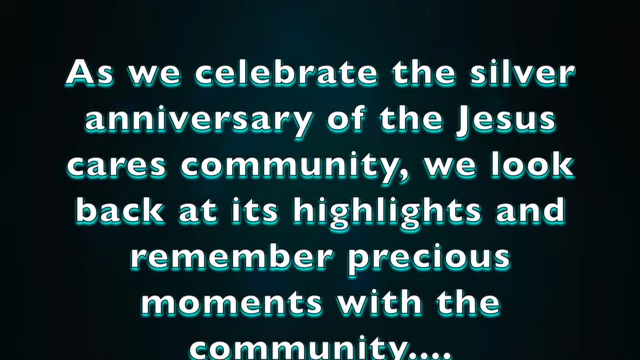 As we celebrate the silver
anniversary of the Jesus
cares community, we look
back at its highlights and
remember precious
moments with the
community....